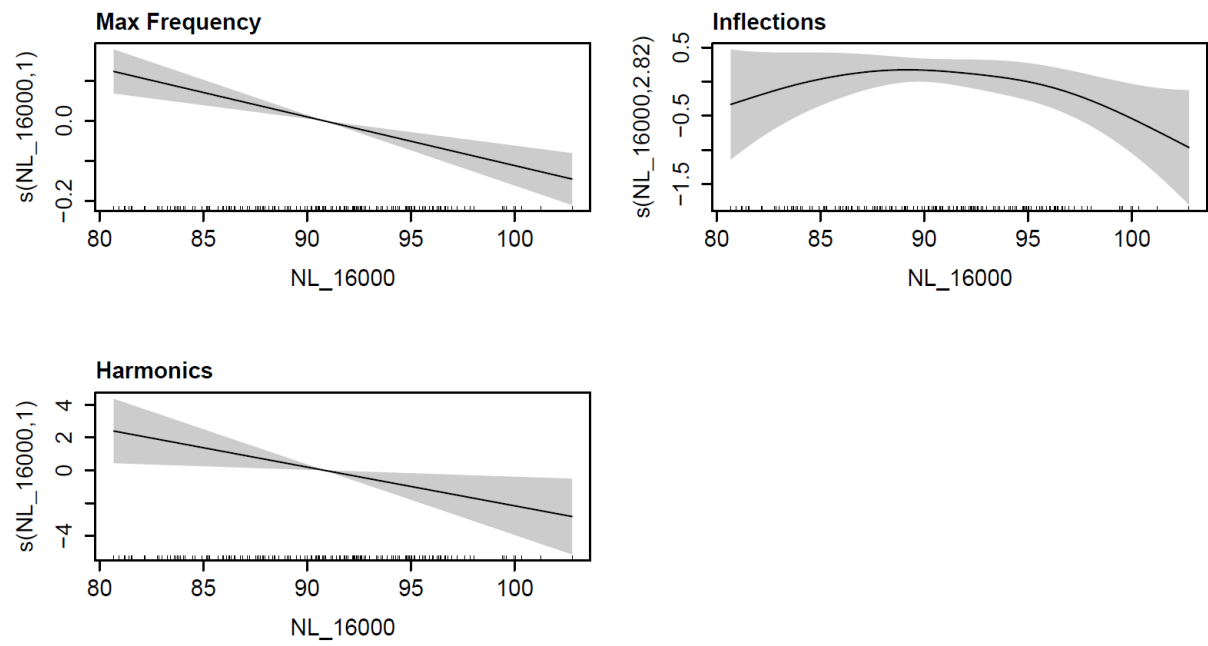 Max Frequency
s(NL_16000,1)
0.0
−0.2
80 85 90 95 100
NL_16000
Inflections
s(NL_16000,2.82)
0.5
−0.5
−1.5
80 85 90 95 100
NL_16000
Harmonics
s(NL_16000,1)
4
2
0
−4
80 85 90 95 100
NL_16000